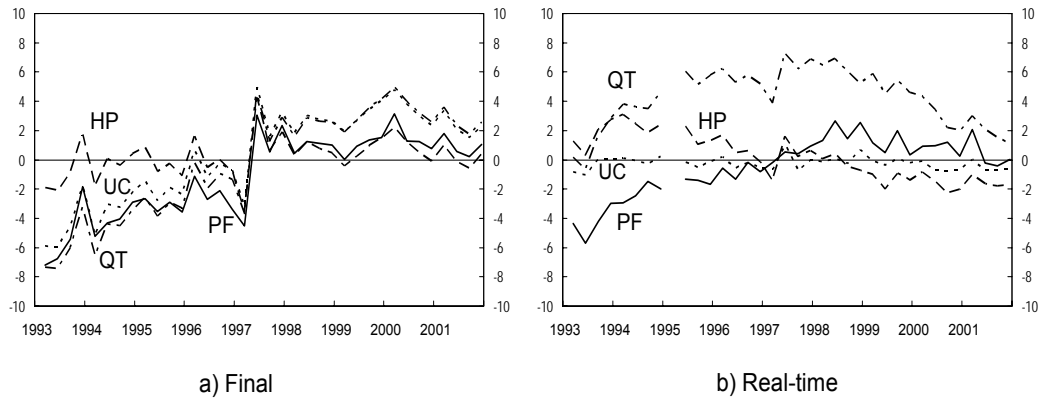 10 10 10 10
8 8 8 8
6 6 6 6
4 4 4 4
2 2 2 2
0 0 0 0
-2 -2 -2 -2
-4 -4 -4 -4
-6 -6 -6 -6
-8 -8 -8 -8
-10 -10 -10 -10
HP
UC
QT
PF
1993 1994 1995 1996 1997 1998 1999 2000 2001
a) Final
QT
HP
UC
PF
1993 1994 1995 1996 1997 1998 1999 2000 2001
b) Real-time